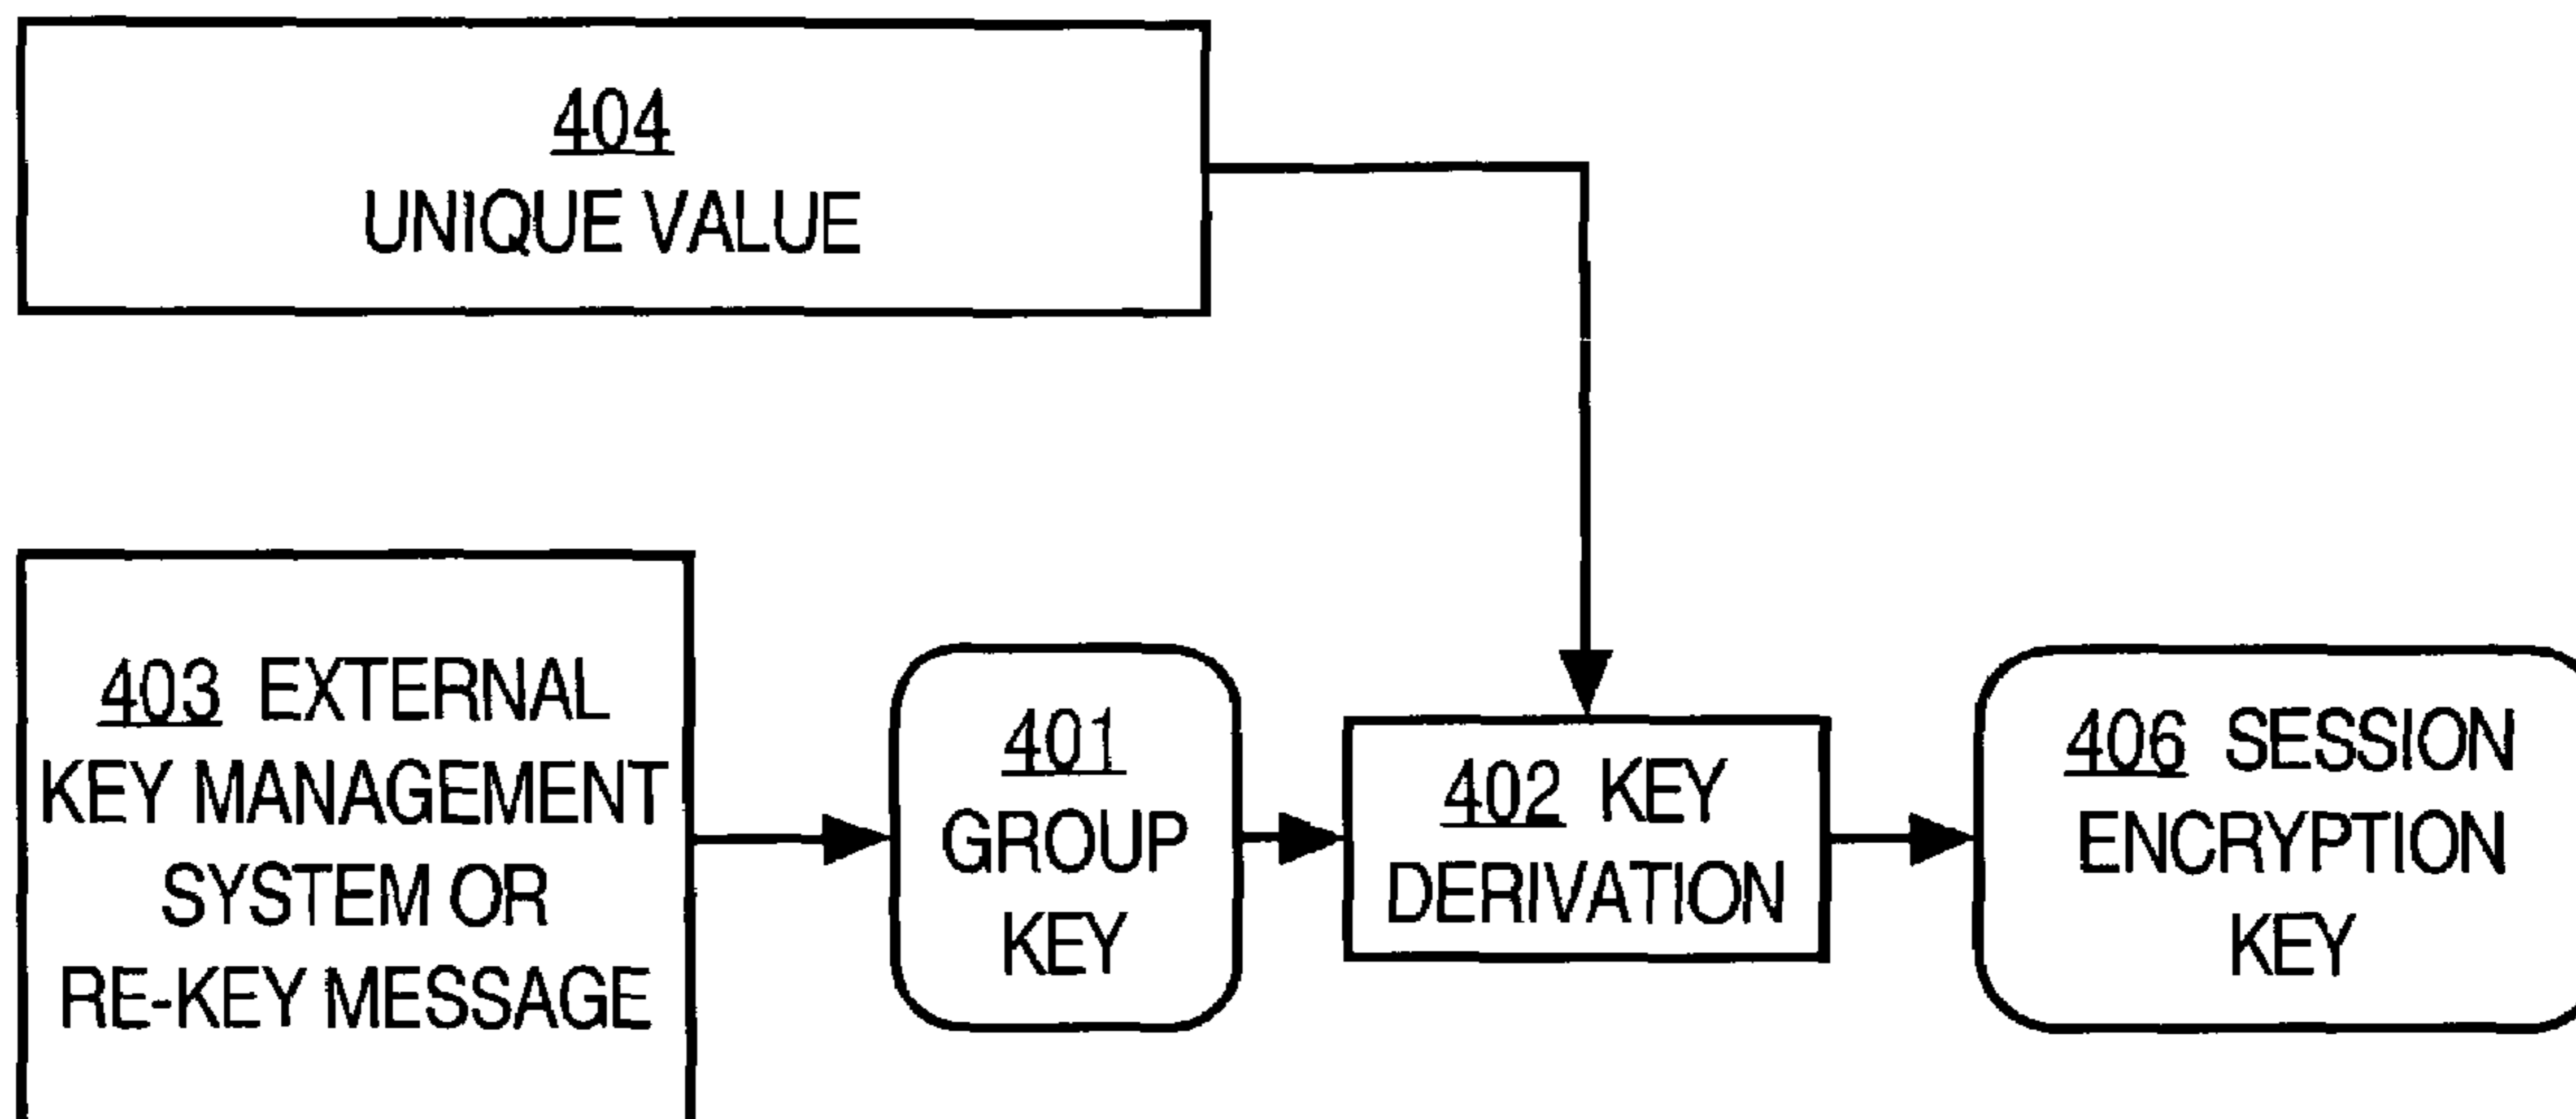 404
UNIQUE VALUE
403 EXTERNAL
KEY MANAGEMENT
SYSTEM OR
RE-KEY MESSAGE
401
GROUP
KEY
402 KEY
DERIVATION
406 SESSION
ENCRYPTION
KEY